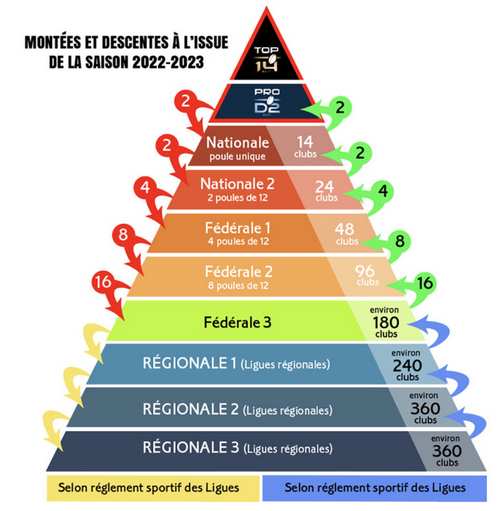 MONTÉES ET DESCENTES À L'ISSUE
DE LA SAISON 2022-2023
TOP
14
PRO
D2
2
2
Nationale
poule unique
14
clubs
2
2
Nationale 2
2 poules de 12
24
clubs
4
4
Fédérale 1
4 poules de 12
48
clubs
8
8
Fédérale 2
8 poules de 12
96
clubs
16
16
Fédérale 3
environ
180
clubs
RÉGIONALE 1 (Ligues régionales)
environ
240
clubs
RÉGIONALE 2 (Ligues régionales)
environ
360
clubs
RÉGIONALE 3 (Ligues régionales)
environ
360
clubs
Selon réglement sportif des Ligues
Selon réglement sportif des Ligues